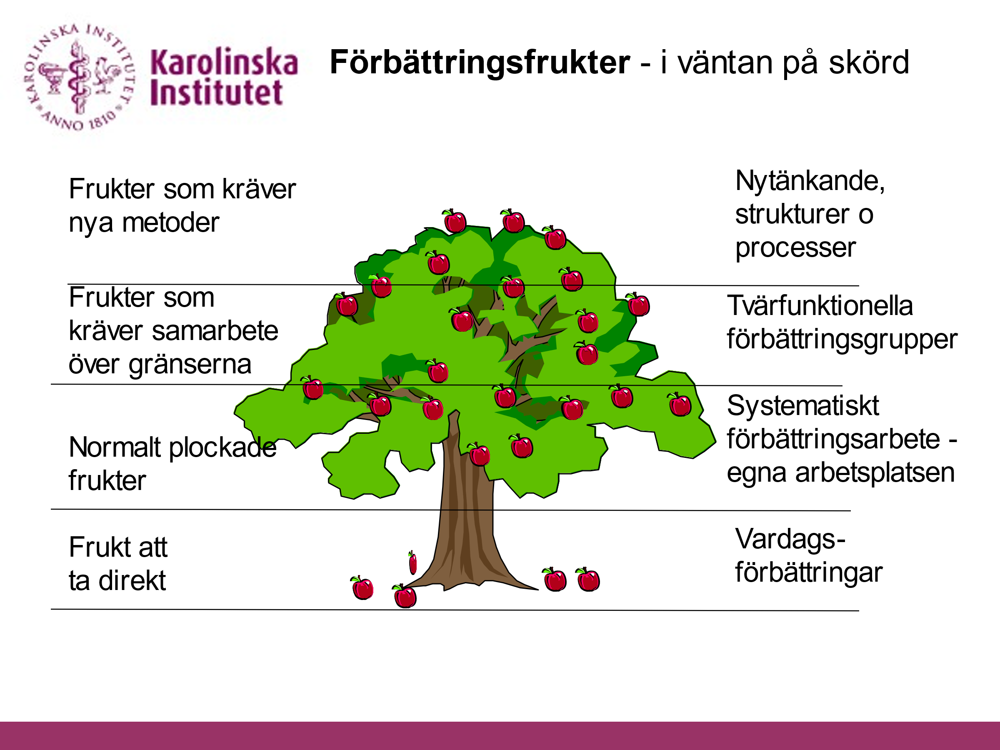 KAROLINSKA INSTITUTET
ANNO 1810
Karolinska
Institutet
Förbättringsfrukter - i väntan på skörd
Frukter som kräver
nya metoder
Nytänkande,
strukturer o
processer
Frukter som
kräver samarbete
över gränserna
Tvärfunktionella
förbättringsgrupper
Normalt plockade
frukter
Systematiskt
förbättringsarbete -
egna arbetsplatsen
Frukt att
ta direkt
Vardags-
förbättringar